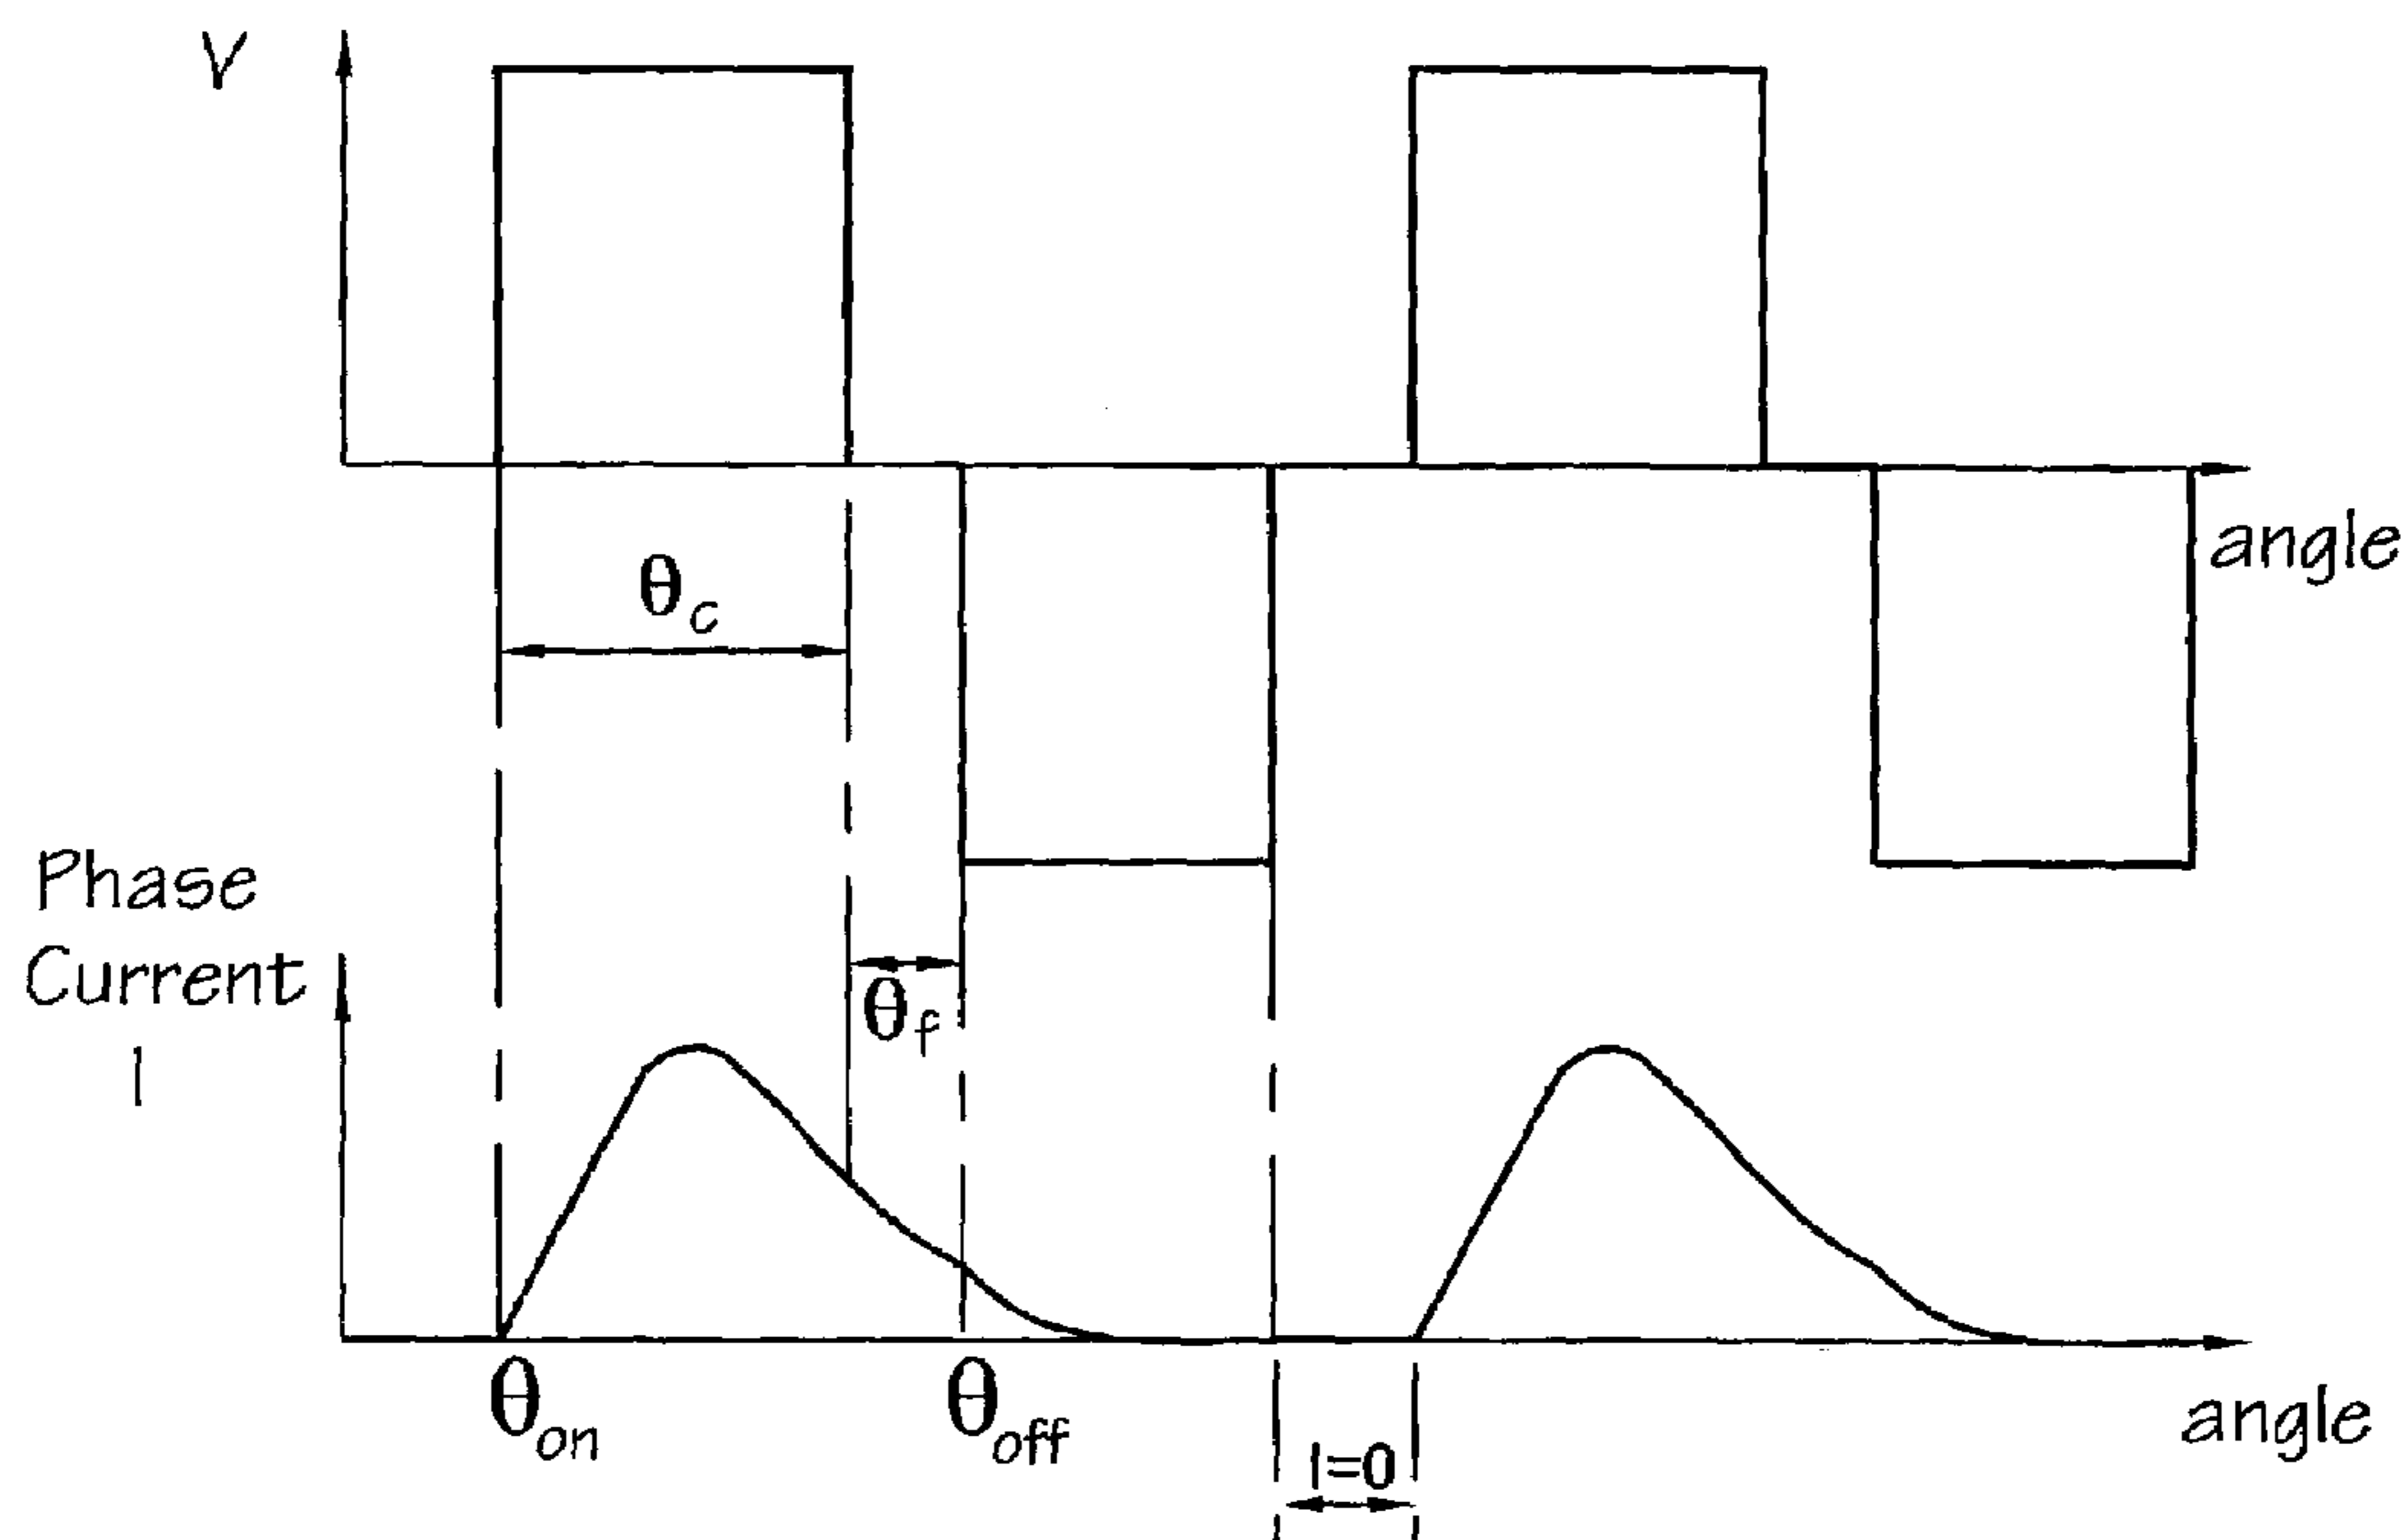 V
angle
θc
Phase
Current
I
θf
θon
θoff
I=0
angle